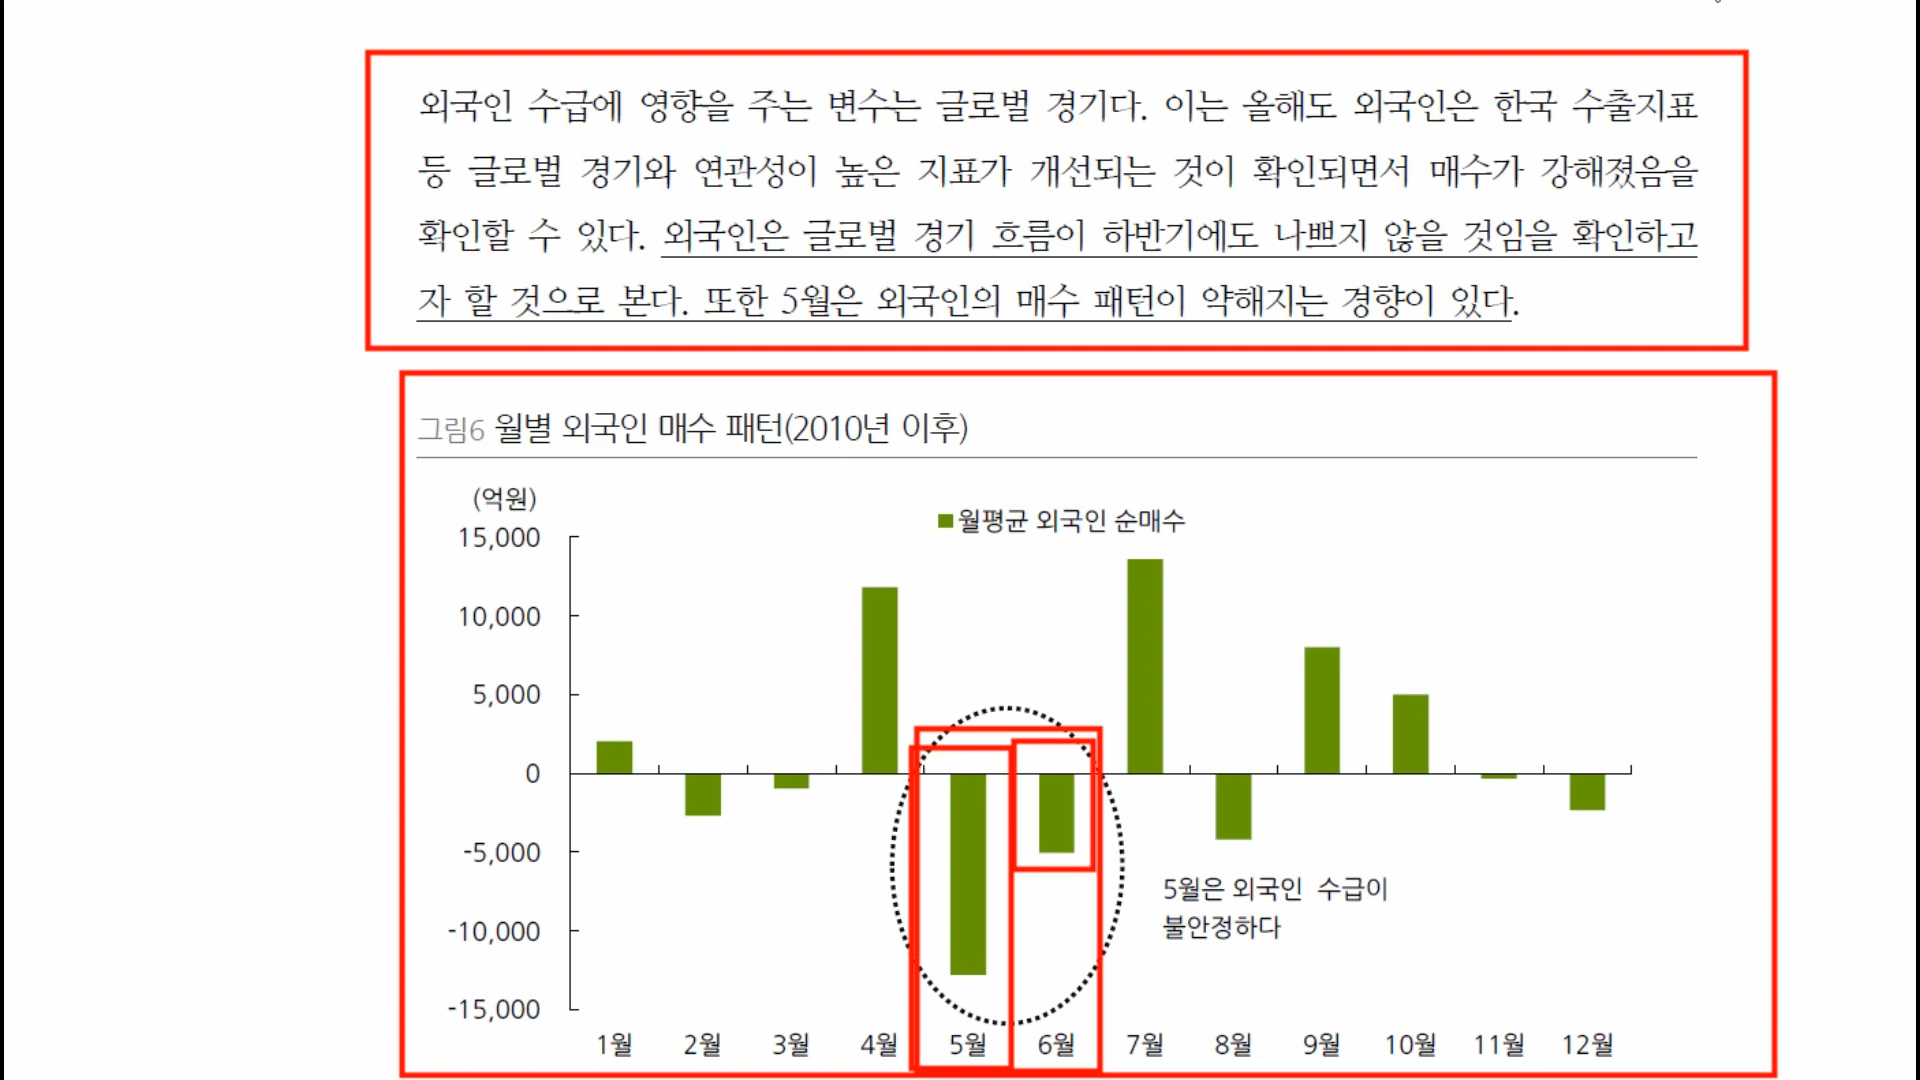 외국인 수급에 영향을 주는 변수는 글로벌 경기다. 이는 올해도 외국인은 한국 수출지표
등 글로벌 경기와 연관성이 높은 지표가 개선되는 것이 확인되면서 매수가 강해졌음을
확인할 수 있다. 외국인은 글로벌 경기 흐름이 하반기에도 나쁘지 않을 것임을 확인하고
자 할 것으로 본다. 또한 5월은 외국인의 매수 패턴이 약해지는 경향이 있다.
그림6 월별 외국인 매수 패턴(2010년 이후)
(억원)
월평균 외국인 순매수
15,000
10,000
5,000
0
-5,000
-10,000
-15,000
5월은 외국인 수급이
불안정하다
1월 2월 3월 4월 5월 6월 7월 8월 9월 10월 11월 12월